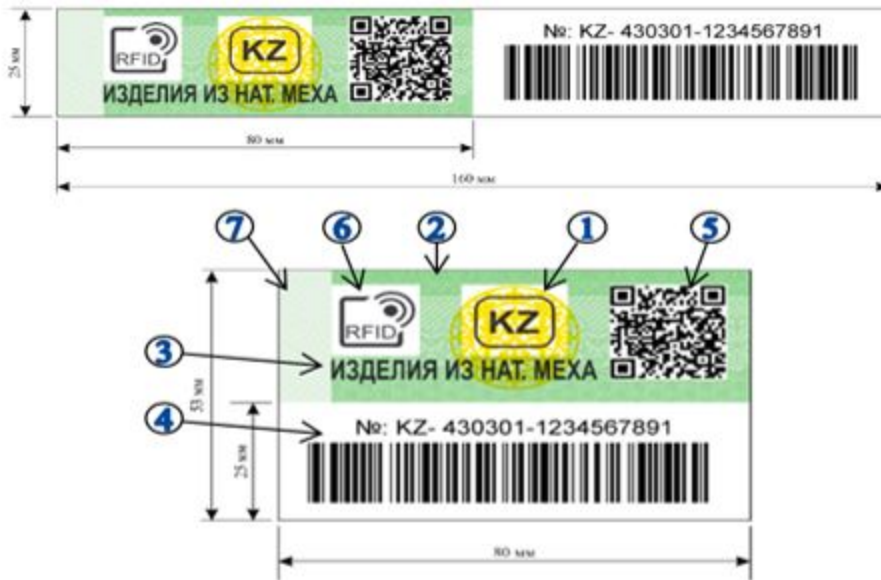 RFID
KZ
№: KZ- 430301-1234567891
ИЗДЕЛИЯ ИЗ НАТ. МЕХА
25 мм
80 мм
160 мм
7
6
2
1
5
RFID
KZ
3
ИЗДЕЛИЯ ИЗ НАТ. МЕХА
53 мм
4
№: KZ- 430301-1234567891
25 мм
80 мм